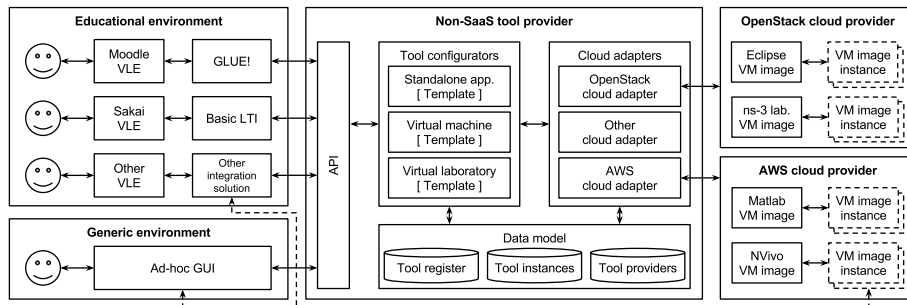 Educational environment
Moodle
VLE
GLUE!
Sakai
VLE
Basic LTI
Other
VLE
Other
integration
solution
Generic environment
Ad-hoc GUI
Non-SaaS tool provider
API
Tool configurators
Standalone app.
[ Template ]
Virtual machine
[ Template ]
Virtual laboratory
[ Template ]
Cloud adapters
OpenStack
cloud adapter
Other
cloud adapter
AWS
cloud adapter
Data model
Tool register
Tool instances
Tool providers
OpenStack cloud provider
Eclipse
VM image
VM image
instance
ns-3 lab.
VM image
VM image
instance
AWS cloud provider
Matlab
VM image
VM image
instance
NVivo
VM image
VM image
instance